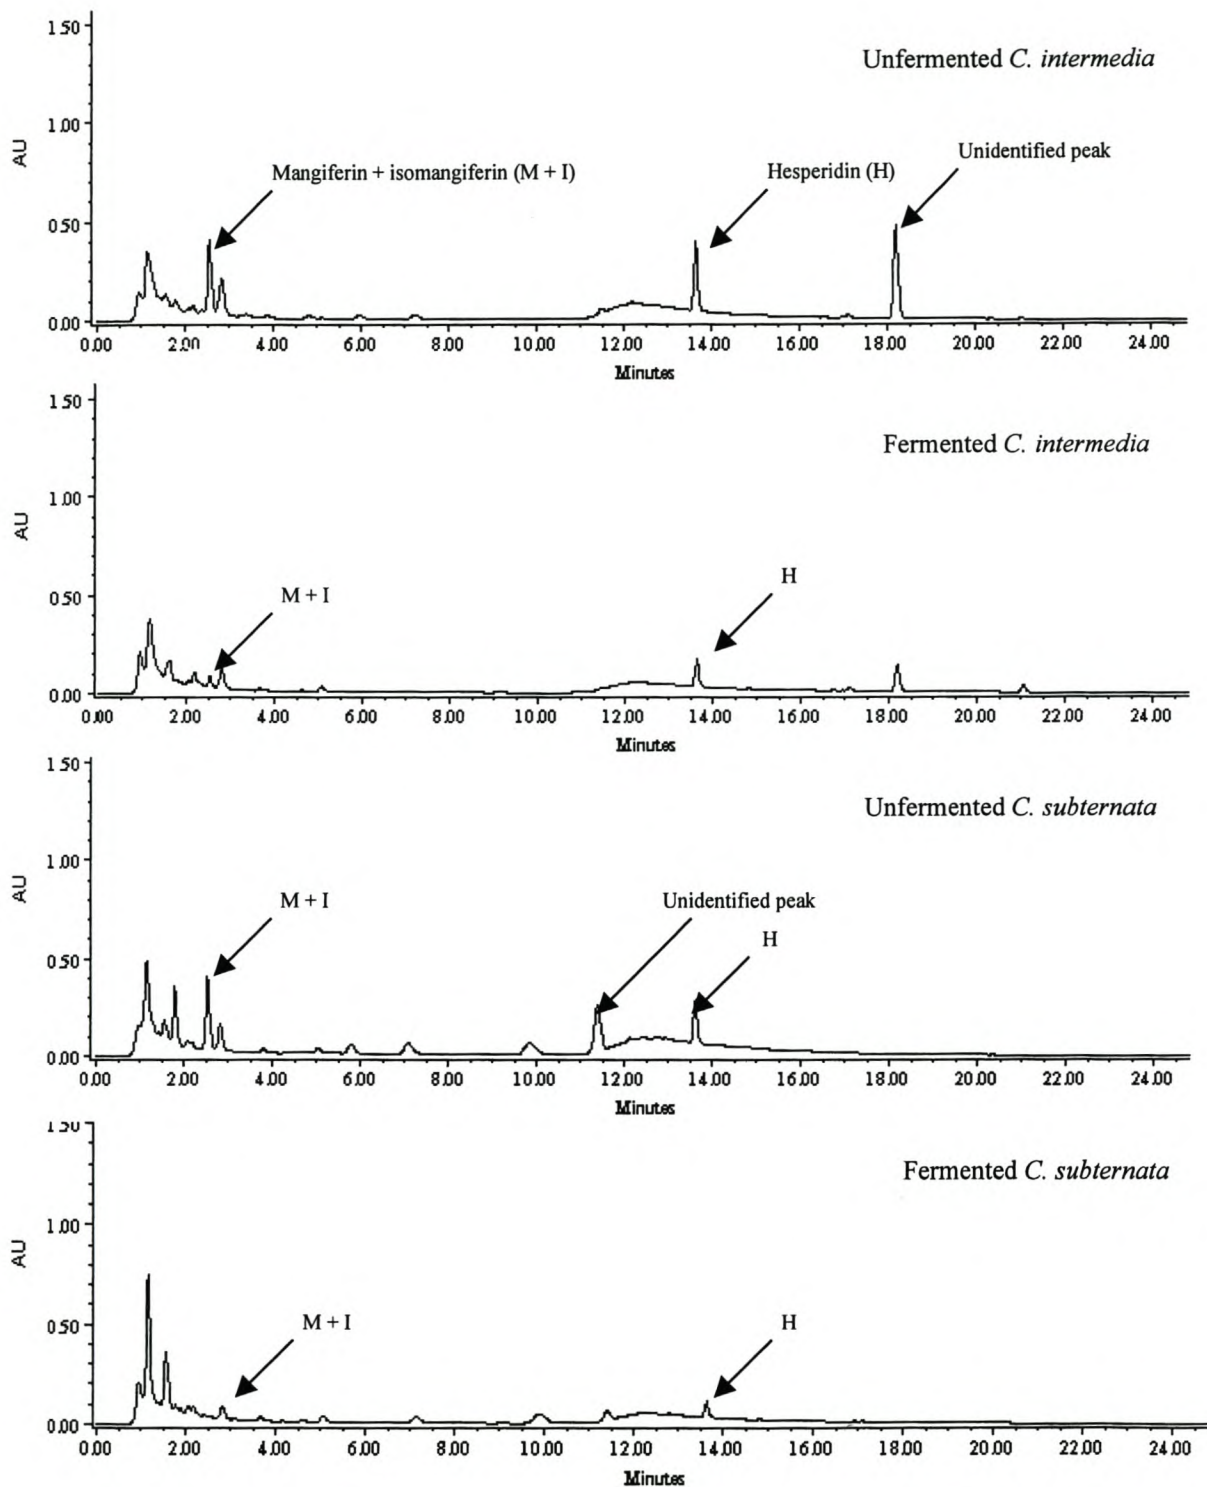 1.50
Unfermented C. intermedia
1.00
AU
Mangiferin + isomangiferin (M + I)
Hesperidin (H)
Unidentified peak
0.50
0.00
0.00 2.00 4.00 6.00 8.00 10.00 12.00 14.00 16.00 18.00 20.00 22.00 24.00
Minutes
1.50
Fermented C. intermedia
1.00
AU
M + I
H
0.50
0.00
0.00 2.00 4.00 6.00 8.00 10.00 12.00 14.00 16.00 18.00 20.00 22.00 24.00
Minutes
1.50
Unfermented C. subternata
1.00
AU
M + I
Unidentified peak
H
0.50
0.00
0.00 2.00 4.00 6.00 8.00 10.00 12.00 14.00 16.00 18.00 20.00 22.00 24.00
Minutes
1.50
Fermented C. subternata
1.00
AU
M + I
H
0.50
0.00
0.00 2.00 4.00 6.00 8.00 10.00 12.00 14.00 16.00 18.00 20.00 22.00 24.00
Minutes